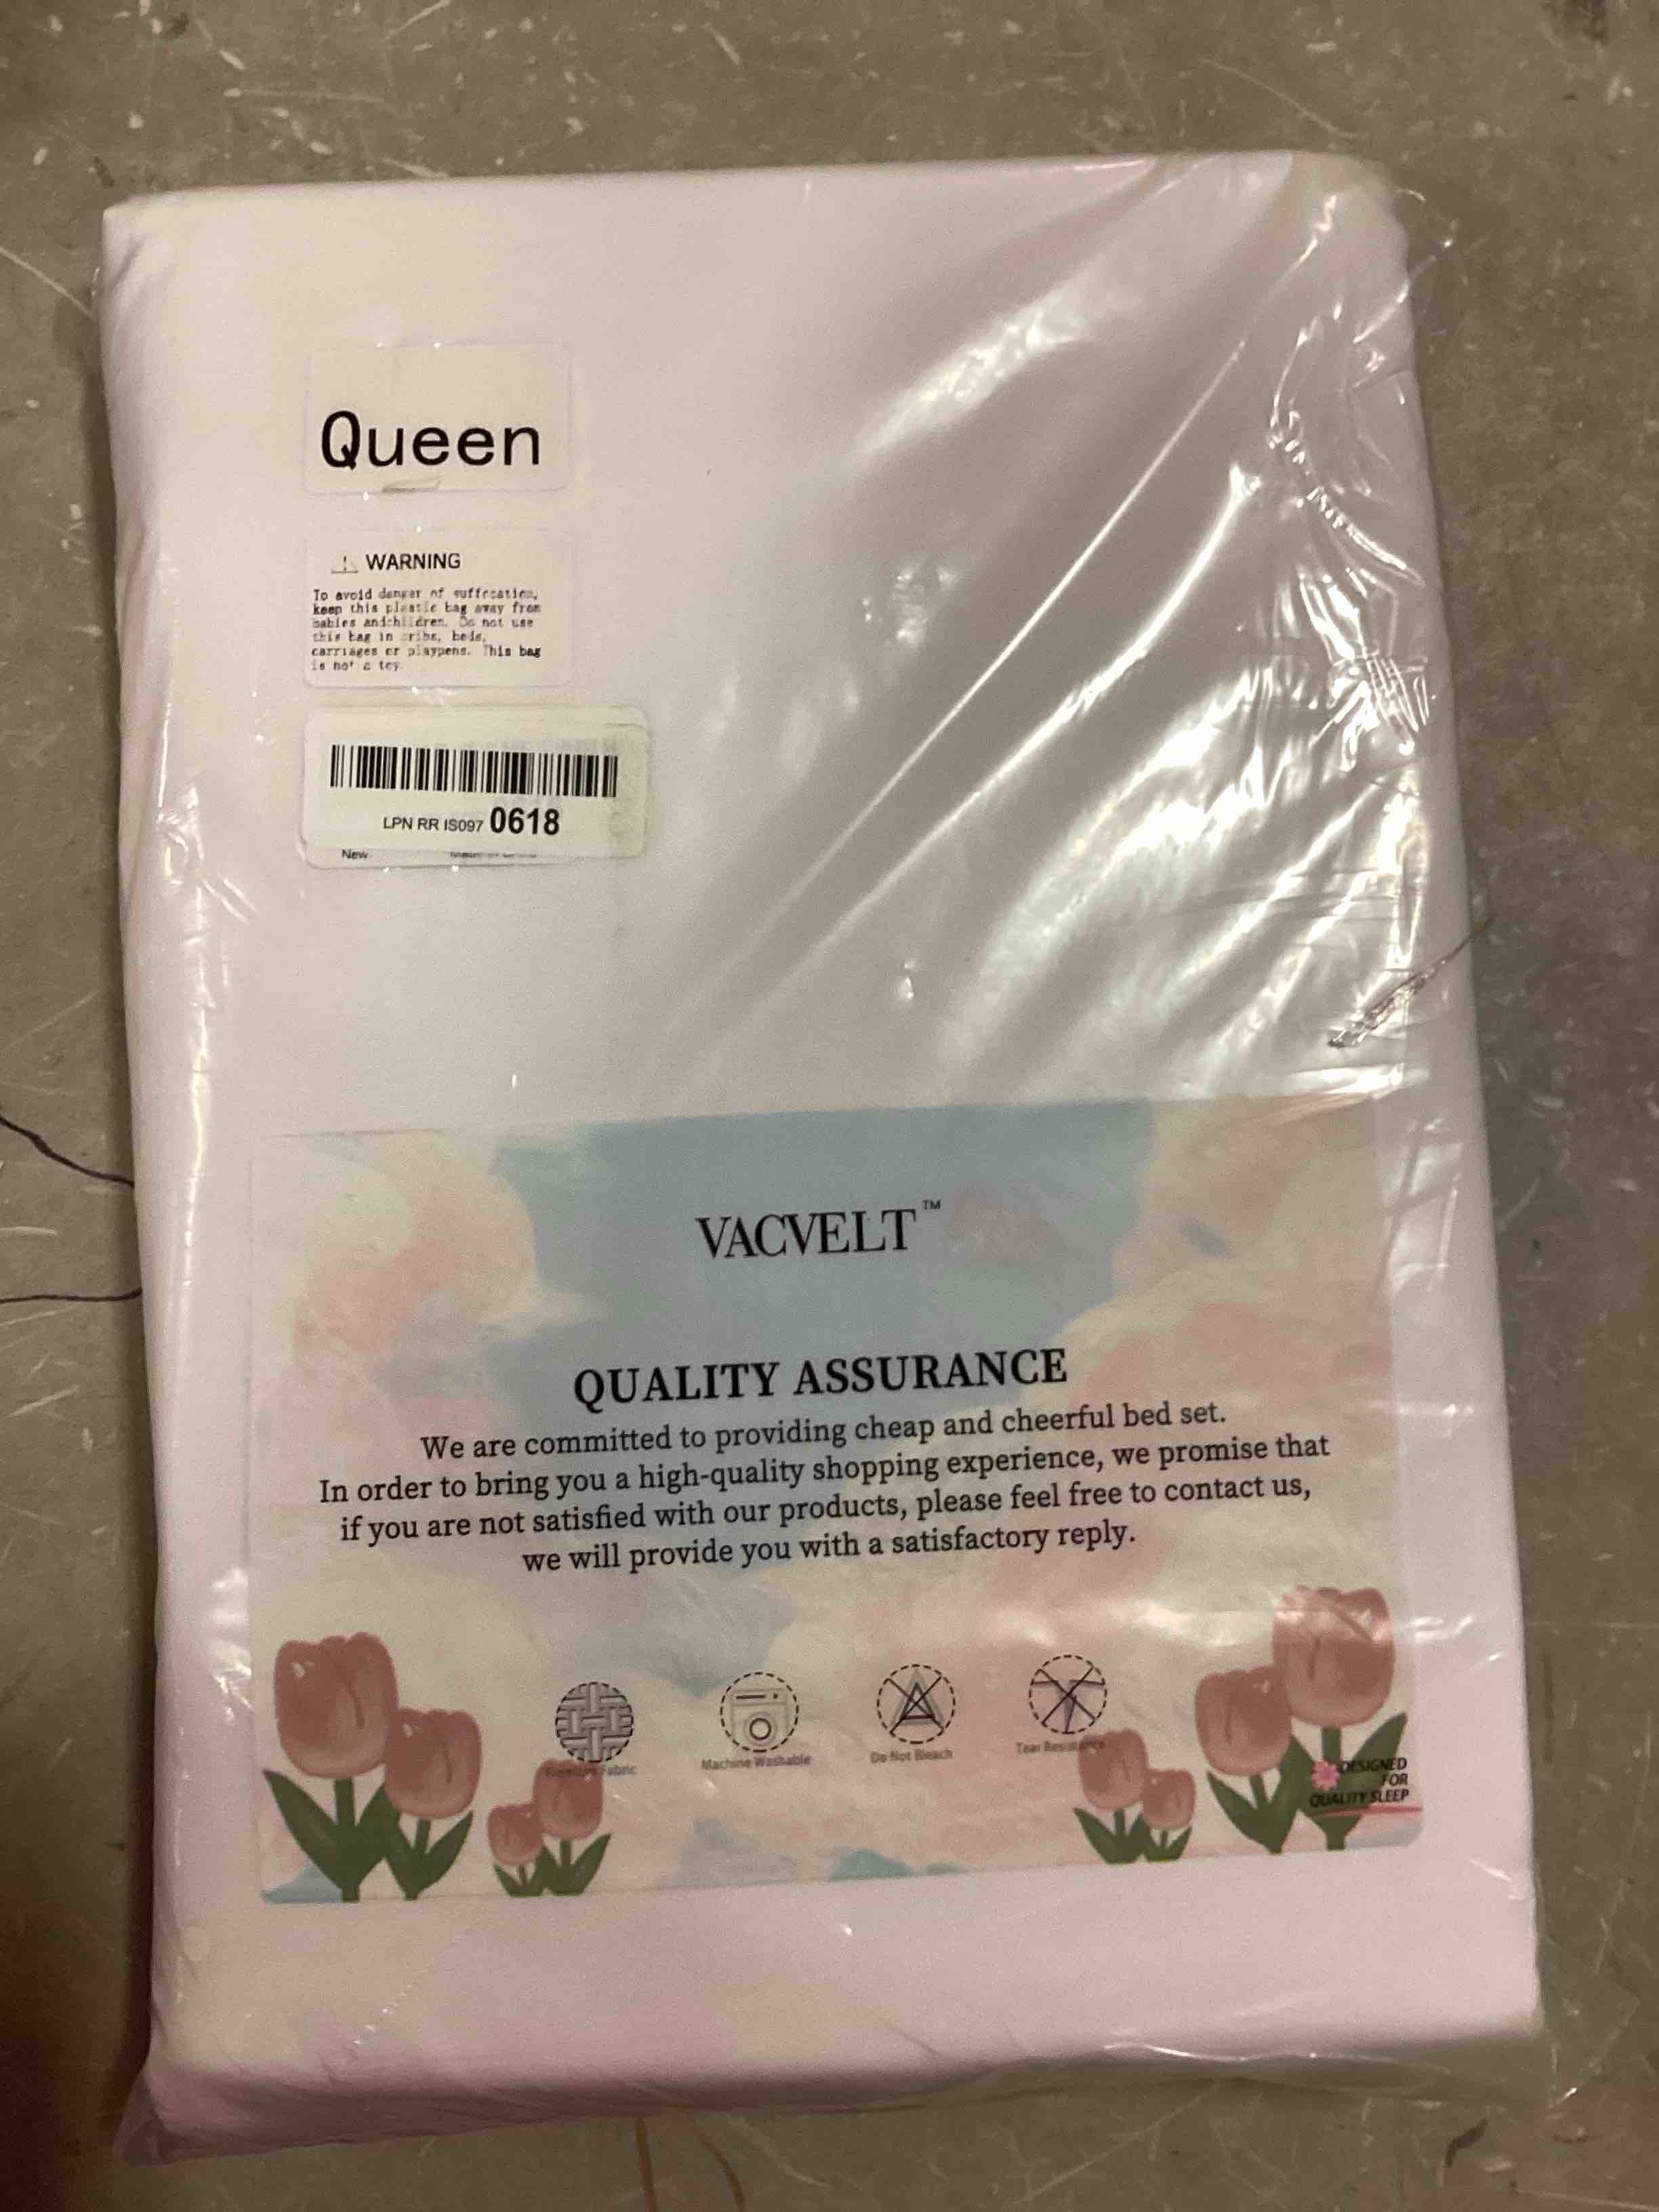 Queen
⚠ WARNING
To avoid danger of suffocation,
keep this plastic bag away from
babies andchildren. Do not use
this bag in cribs, beds,
carriages or playpens. This bag
is not a toy.
LPN RR IS097 0618
New
VACVELT™
QUALITY ASSURANCE
We are committed to providing cheap and cheerful bed set.
In order to bring you a high-quality shopping experience, we promise that
if you are not satisfied with our products, please feel free to contact us,
we will provide you with a satisfactory reply.
Fabric
Machine Washable
Do Not Bleach
Tear Resistance
DESIGNED
FOR
QUALITY SLEEP